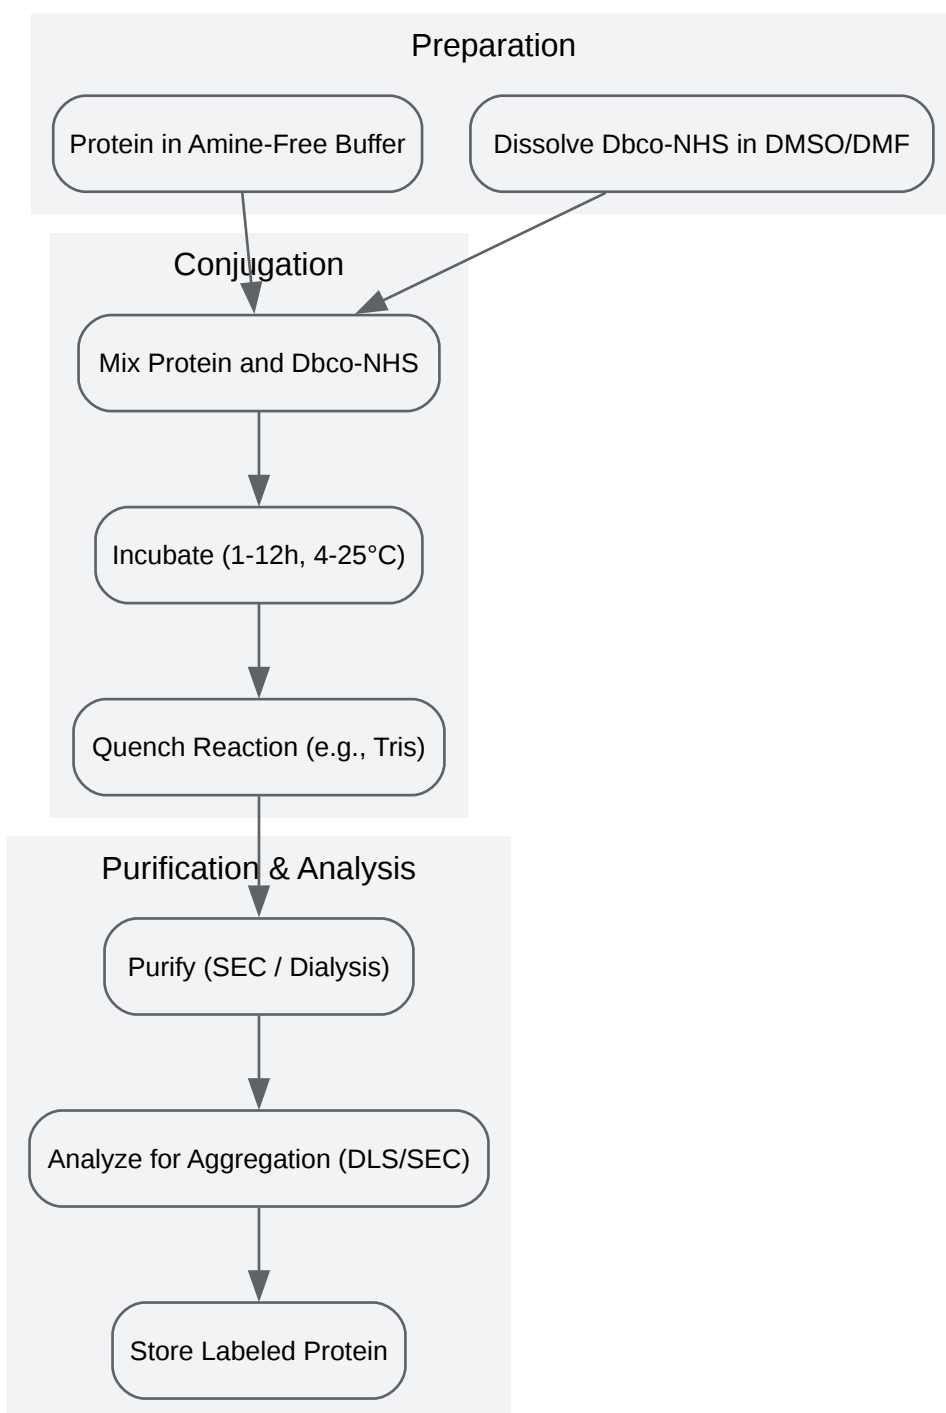 Preparation
Protein in Amine-Free Buffer
Dissolve Dbco-NHS in DMSO/DMF
Conjugation
Mix Protein and Dbco-NHS
Incubate (1-12h, 4-25°C)
Quench Reaction (e.g., Tris)
Purification & Analysis
Purify (SEC / Dialysis)
Analyze for Aggregation (DLS/SEC)
Store Labeled Protein